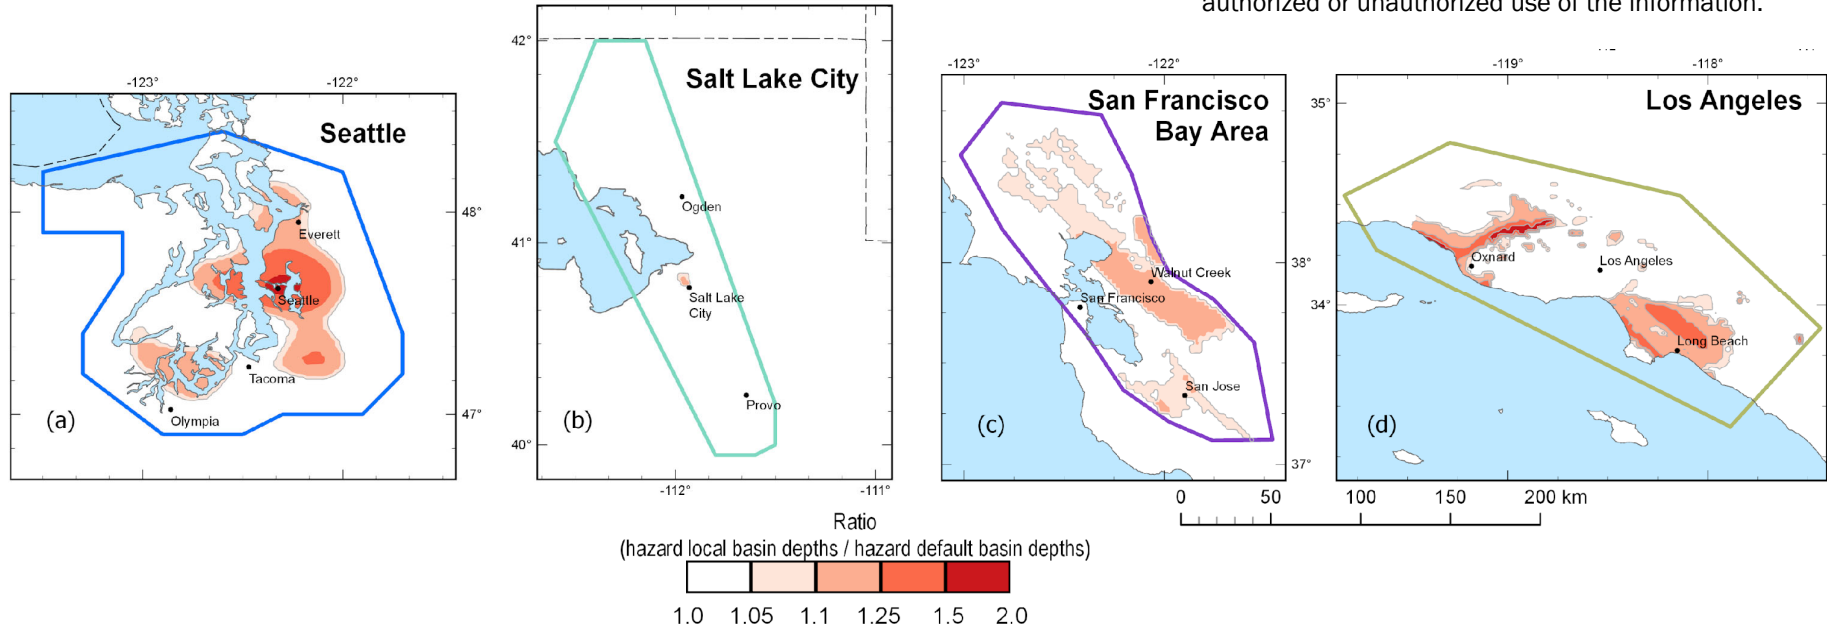 authorized or unauthorized use of the information.
-123°
-122°
Seattle
48°
Everett
Seattle
Tacoma
Olympia
47°
(a)
42°
Salt Lake City
Ogden
41°
Salt Lake
City
Provo
(b)
40°
-112°
-111°
-123°
-122°
San Francisco
Bay Area
38°
Walnut Creek
San Francisco
San Jose
(c)
37°
-119°
-118°
35°
Los Angeles
Oxnard
Los Angeles
34°
Long Beach
(d)
0 50 100 150 200 km
Ratio
(hazard local basin depths / hazard default basin depths)
1.0 1.05 1.1 1.25 1.5 2.0